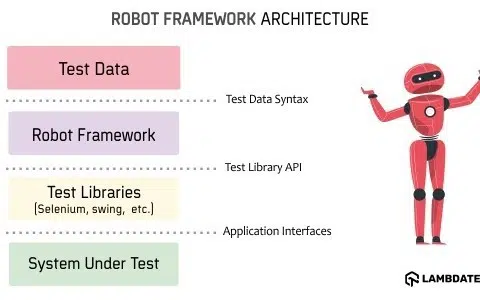 ROBOT FRAMEWORK ARCHITECTURE
Test Data
Test Data Syntax
Robot Framework
Test Library API
Test Libraries
(Selenium, swing, etc.)
Application Interfaces
System Under Test
LAMBDATE